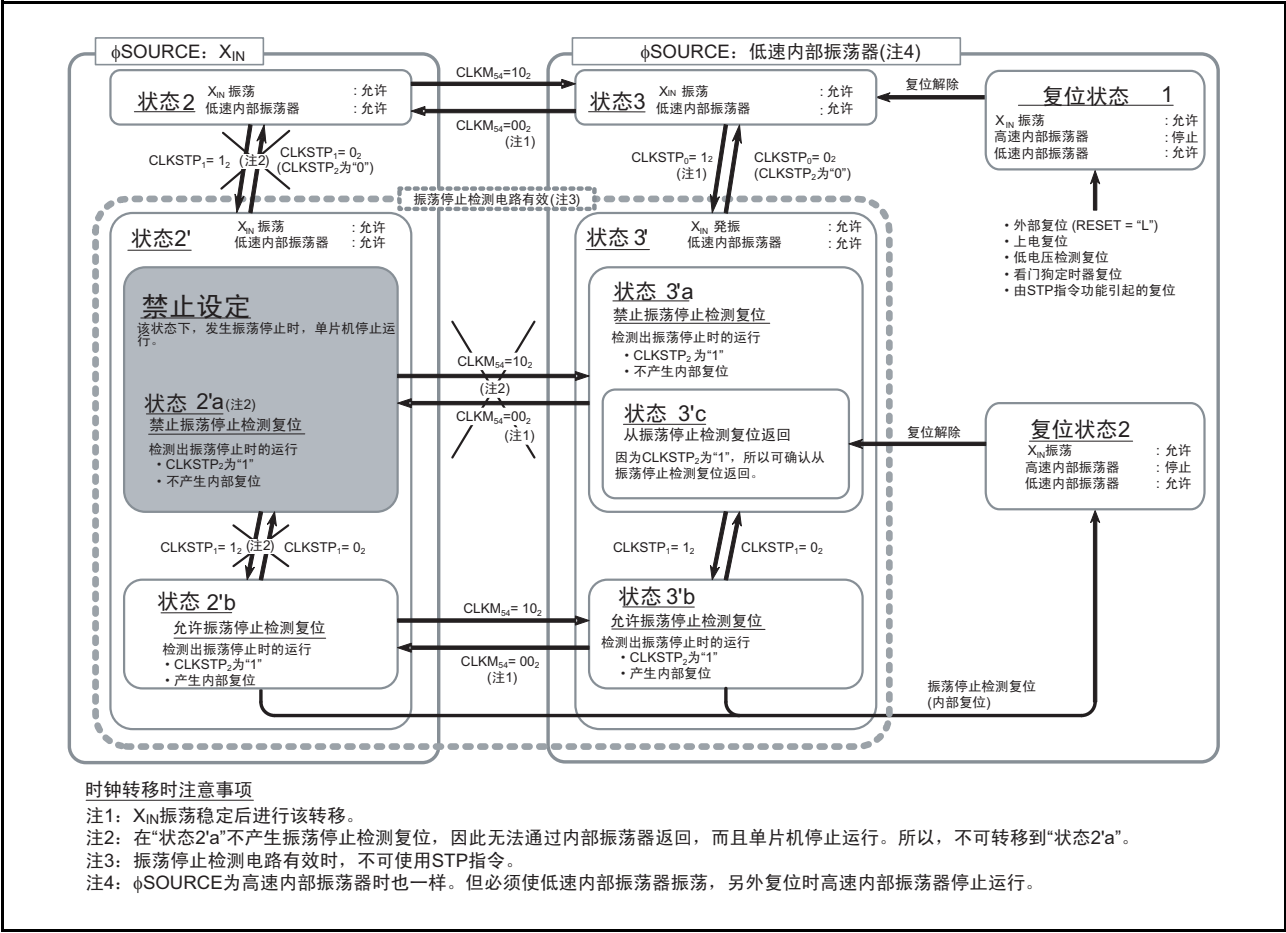 φSOURCE：XIN
φSOURCE：低速内部振荡器(注4)
状态2
XIN 振荡 : 允许
低速内部振荡器 : 允许
CLKM54=102
CLKM54=002
(注1)
状态3
XIN 振荡 : 允许
低速内部振荡器 : 允许
复位解除
复位状态 1
XIN 振荡 : 允许
高速内部振荡器 : 停止
低速内部振荡器 : 允许
CLKSTP1= 12 (注2)
CLKSTP1= 02
(CLKSTP2为“0”)
CLKSTP0= 12
(注1)
CLKSTP0= 02
(CLKSTP2为“0”)
振荡停止检测电路有效(注3)
• 外部复位 (RESET = “L”)
• 上电复位
• 低电压检测复位
• 看门狗定时器复位
• 由STP指令功能引起的复位
状态2'
XIN 振荡 : 允许
低速内部振荡器 : 允许
状态 3'
XIN 発振 : 允许
低速内部振荡器 : 允许
禁止设定
该状态下，发生振荡停止时，单片机停止运
行。
状态 2'a(注2)
禁止振荡停止检测复位
检测出振荡停止时的运行
• CLKSTP2为“1”
• 不产生内部复位
CLKM54=102
(注2)
CLKM54=002
(注1)
状态 3'a
禁止振荡停止检测复位
检测出振荡停止时的运行
• CLKSTP2 为“1”
• 不产生内部复位
状态 3'c
从振荡停止检测复位返回
因为CLKSTP2为“1”，所以可确认从
振荡停止检测复位返回。
复位解除
复位状态2
XIN振荡 : 允许
高速内部振荡器 : 停止
低速内部振荡器 : 允许
CLKSTP1= 12 (注2) CLKSTP1= 02
CLKSTP1= 12
CLKSTP1= 02
状态 2'b
允许振荡停止检测复位
检测出振荡停止时的运行
• CLKSTP2为“1”
• 产生内部复位
CLKM54= 102
CLKM54= 002
(注1)
状态 3'b
允许振荡停止检测复位
检测出振荡停止时的运行
• CLKSTP2为“1”
• 产生内部复位
振荡停止检测复位
(内部复位)
时钟转移时注意事项
注1：XIN振荡稳定后进行该转移。
注2：在“状态2'a”不产生振荡停止检测复位，因此无法通过内部振荡器返回，而且单片机停止运行。所以，不可转移到“状态2'a”。
注3：振荡停止检测电路有效时，不可使用STP指令。
注4：φSOURCE为高速内部振荡器时也一样。但必须使低速内部振荡器振荡，另外复位时高速内部振荡器停止运行。